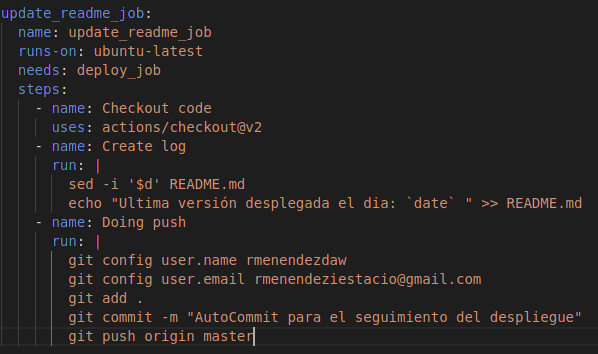 update_readme_job:
name: update_readme_job
runs-on: ubuntu-latest
needs: deploy_job
steps:
- name: Checkout code
uses: actions/checkout@v2
- name: Create log
run: |
sed -i '$d' README.md
echo "Ultima versión desplegada el dia: `date` " >> README.md
- name: Doing push
run: |
git config user.name rmenendezdaw
git config user.email rmenendeziestacio@gmail.com
git add .
git commit -m "AutoCommit para el seguimiento del despliegue"
git push origin master